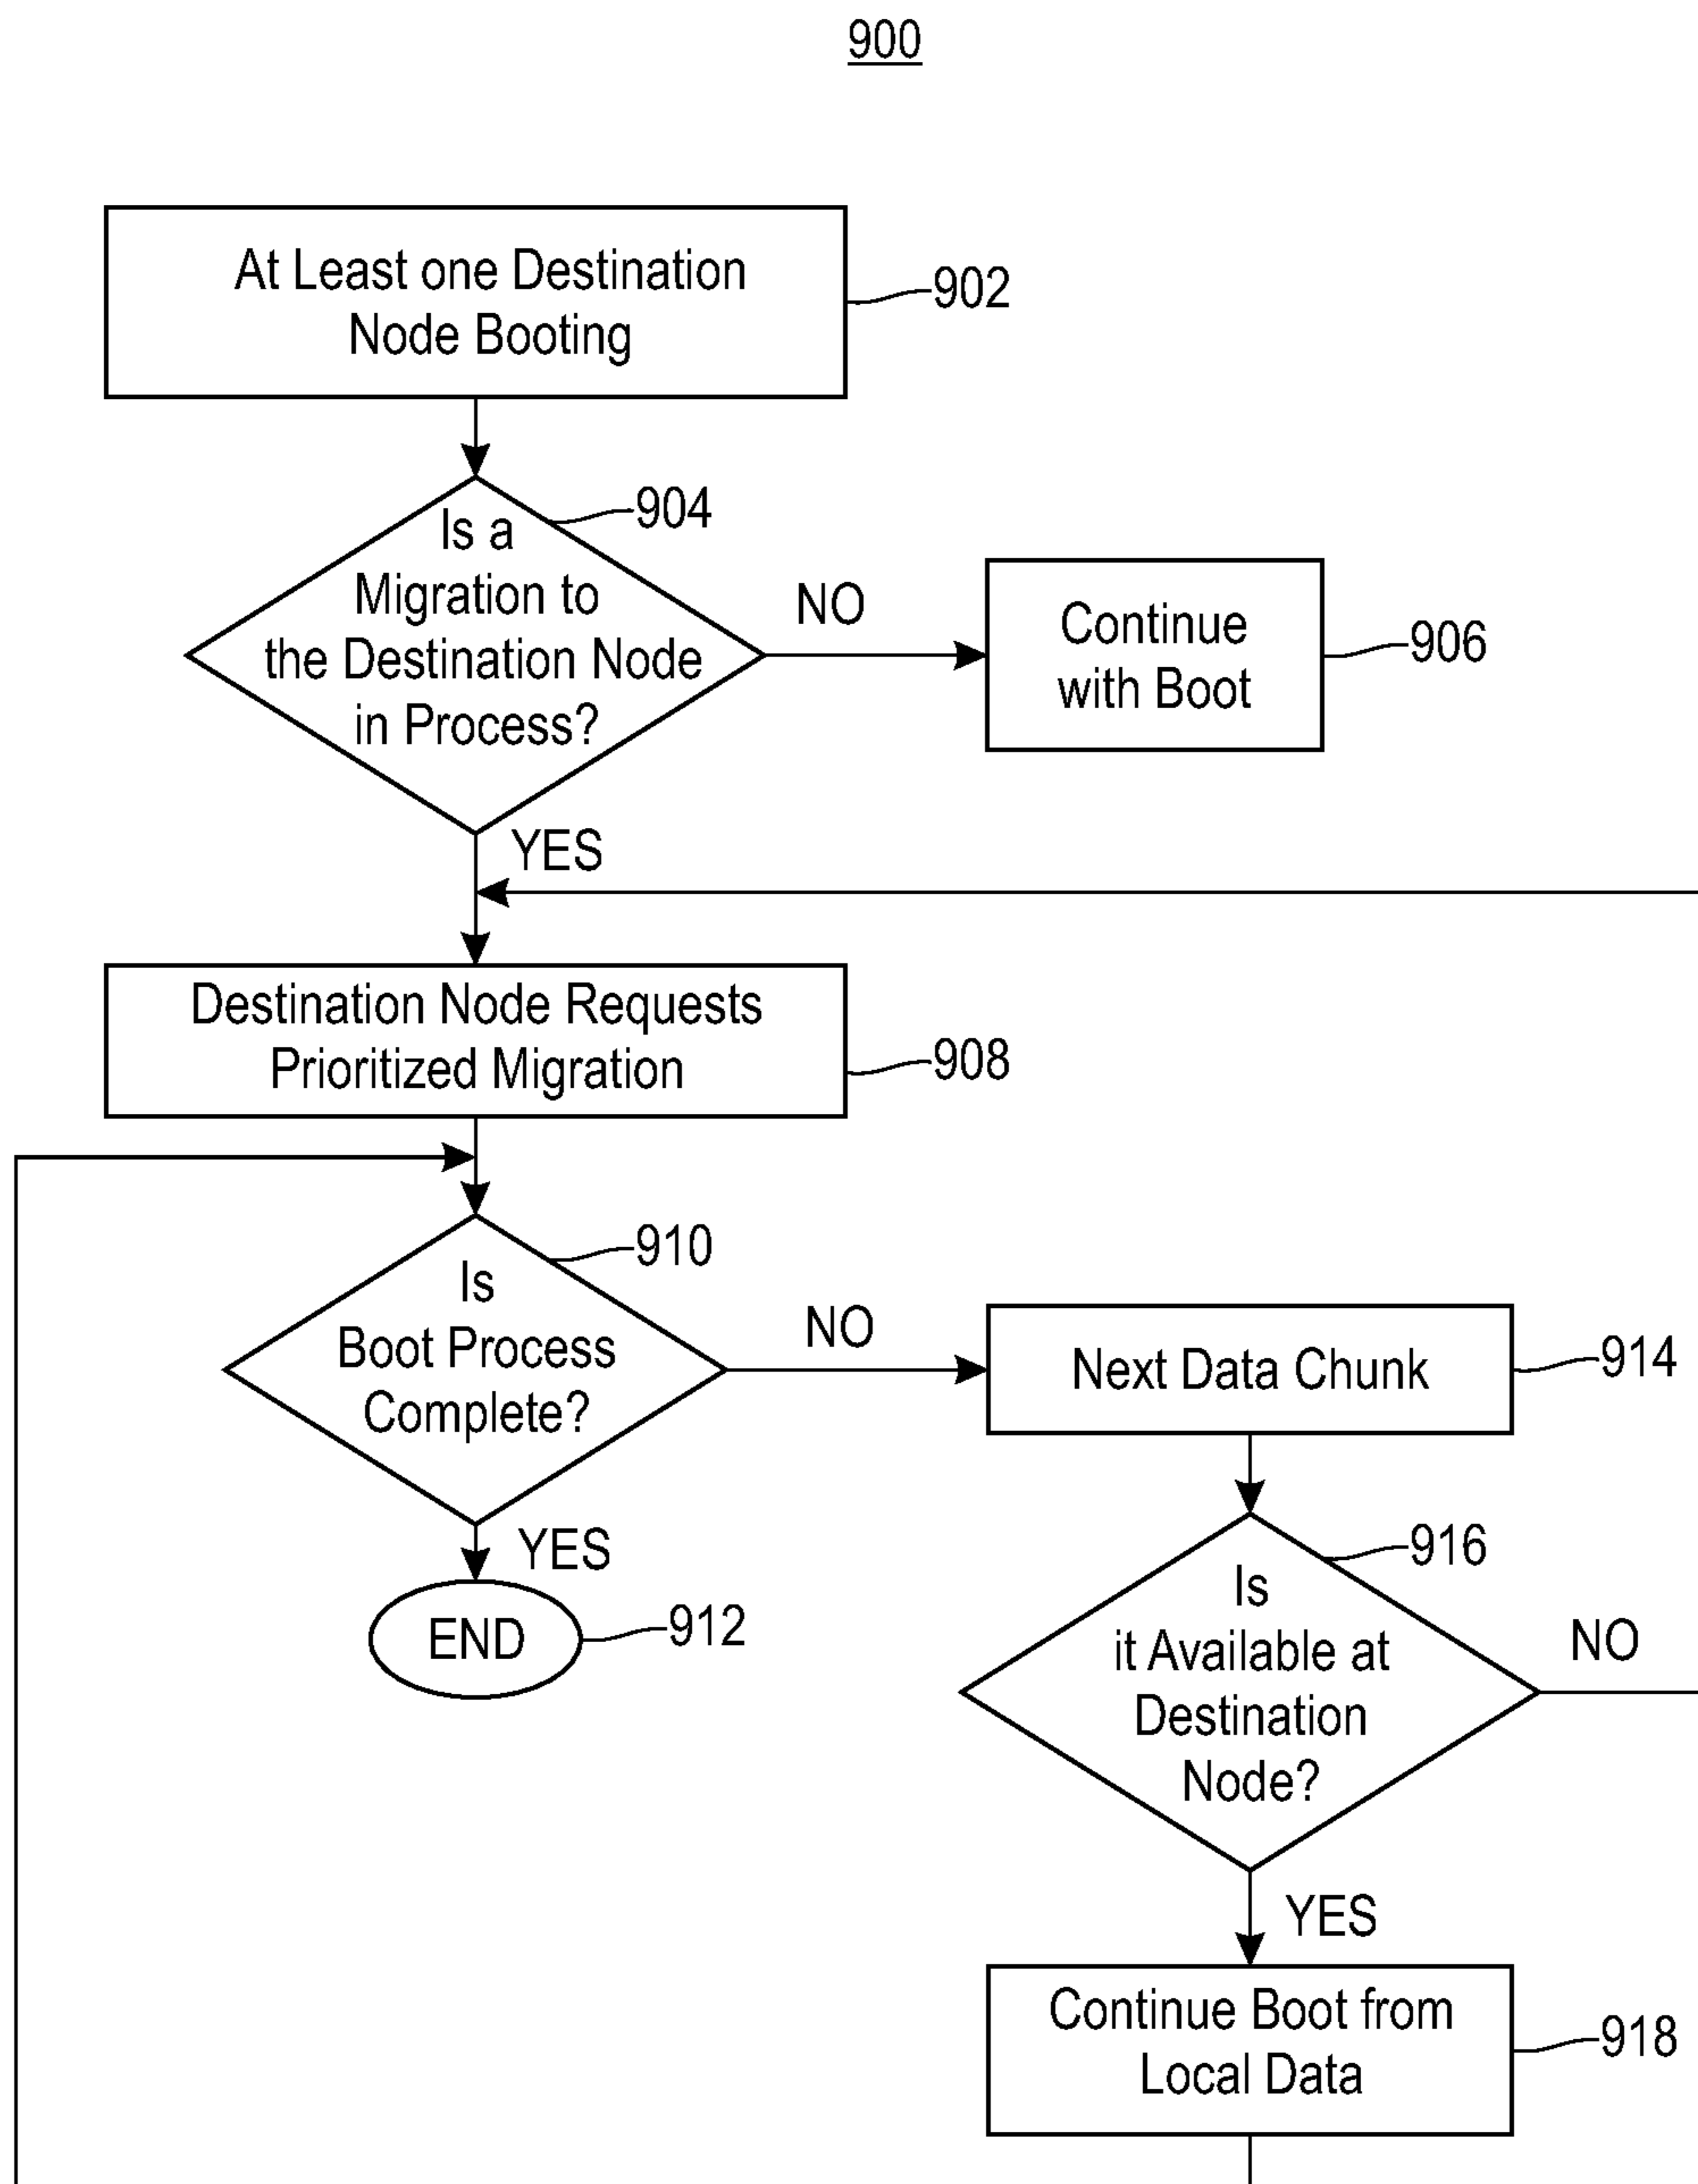 900
At Least one Destination
Node Booting
902
Is a
Migration to
the Destination Node
in Process?
904
NO
Continue
with Boot
906
YES
Destination Node Requests
Prioritized Migration
908
Is
Boot Process
Complete?
910
NO
Next Data Chunk
914
YES
END
912
Is
it Available at
Destination
Node?
916
NO
YES
Continue Boot from
Local Data
918